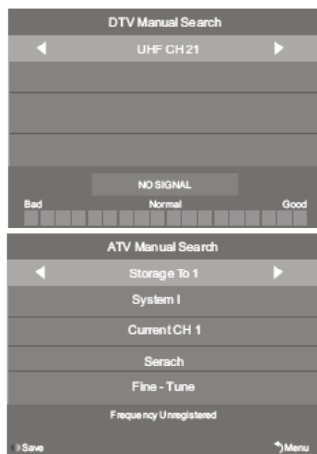 DTV Manual Search
UHF CH 21
NO SIGNAL
Bad Normal Good
ATV Manual Search
Storage To 1
System I
Current CH 1
Serach
Fine - Tune
Frequency Unregistered
Save Menu